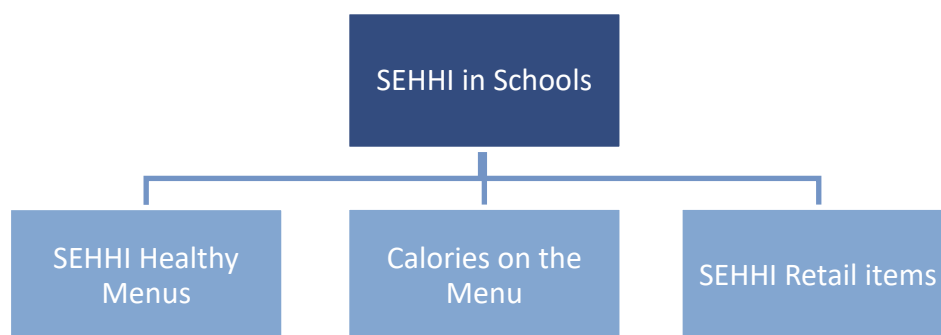 SEHHI in Schools
SEHHI Healthy
Menus
Calories on the
Menu
SEHHI Retail items